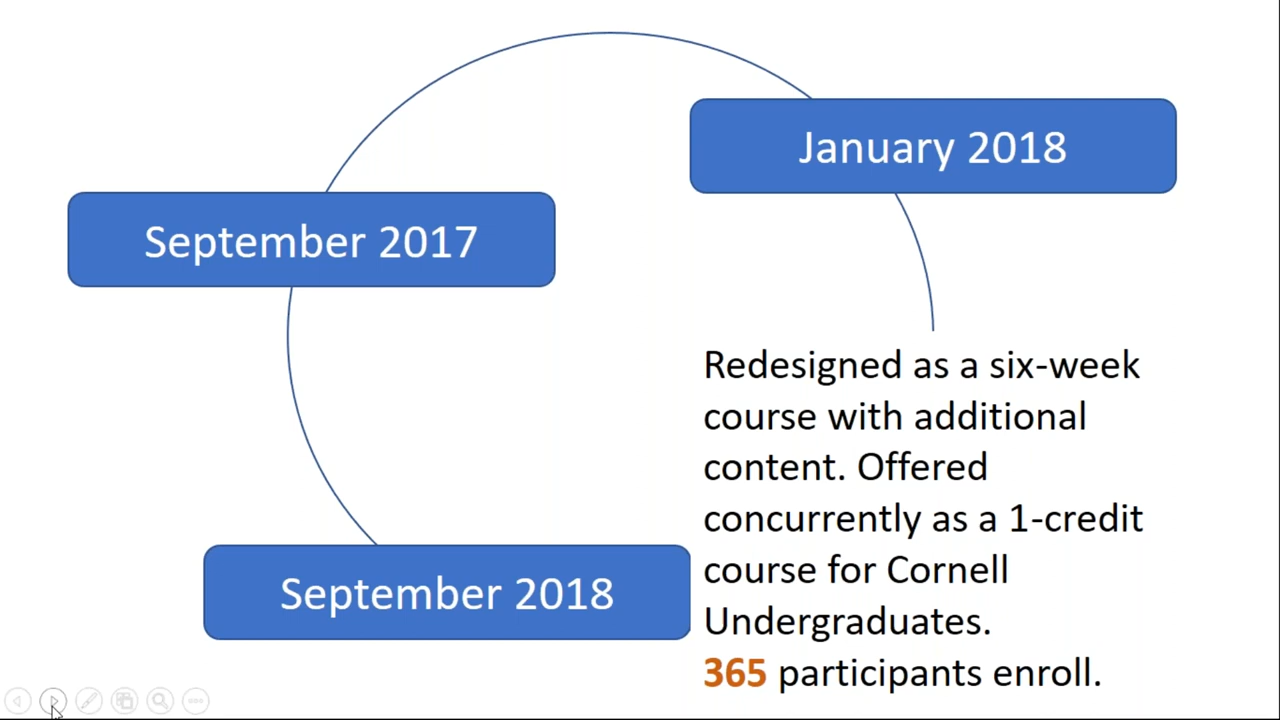 January 2018
September 2017
Redesigned as a six-week
course with additional
content. Offered
concurrently as a 1-credit
course for Cornell
Undergraduates.
365 participants enroll.
September 2018